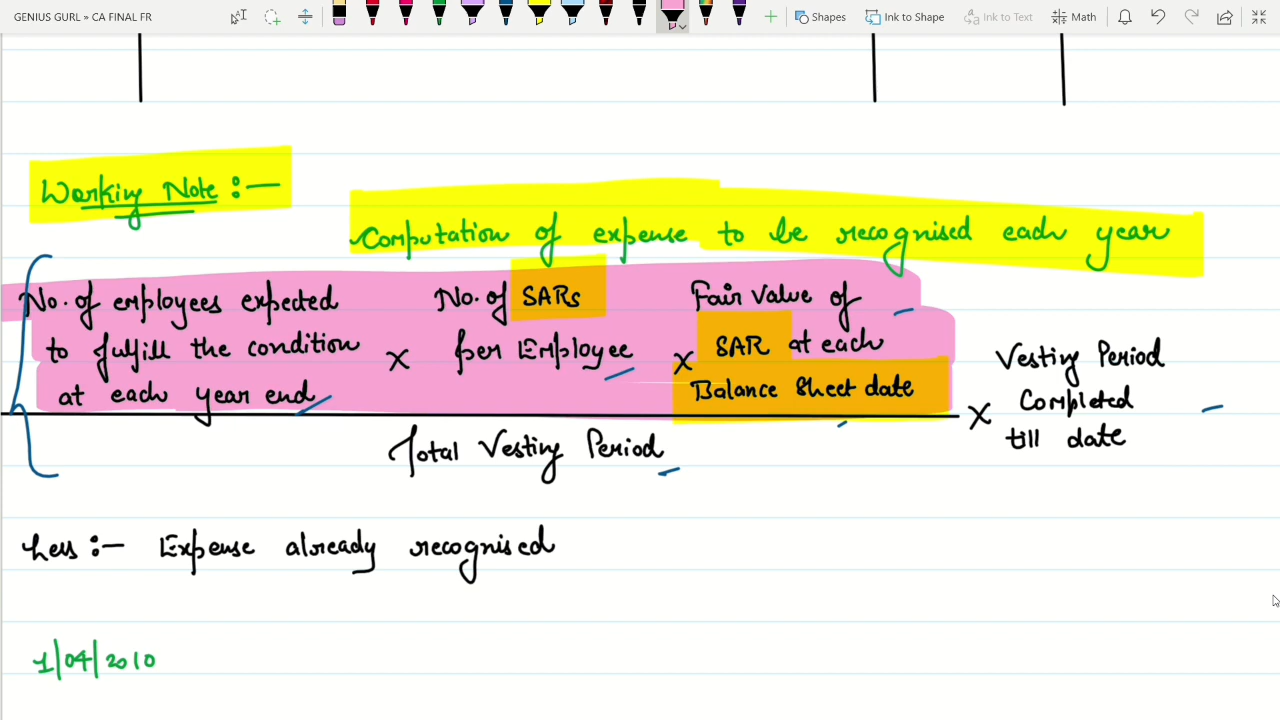 GENIUS GURL » CA FINAL FR
Shapes
Ink to Shape
Ink to Text
Math
Working Note :—
Computation of expense to be recognised each year
No. of employees expected to fulfill the condition at each year end
×
No. of SARs per Employee
×
Fair Value of SAR at each Balance Sheet date
Total Vesting Period
×
Vesting Period Completed till date
Less :— Expense already recognised
1/04/2010